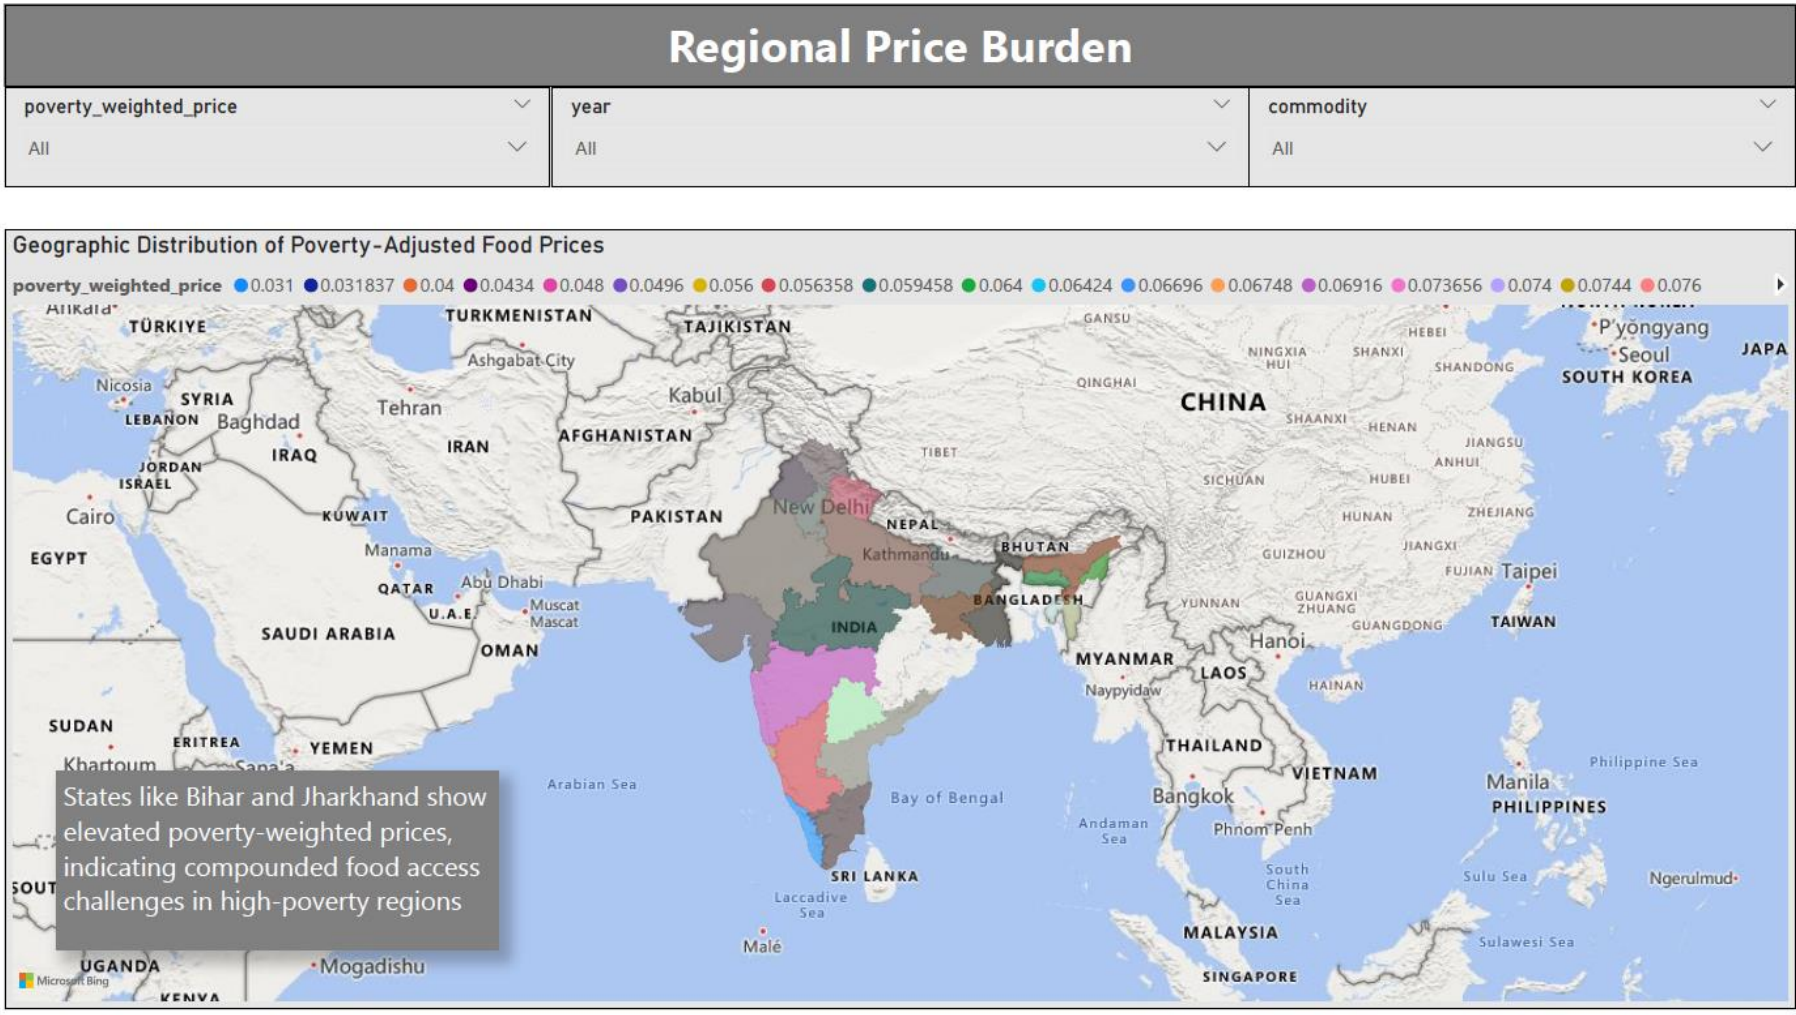 Regional Price Burden
poverty_weighted_price
year
commodity
All
All
All
Geographic Distribution of Poverty-Adjusted Food Prices
poverty_weighted_price 0.031 0.031837 0.04 0.0434 0.048 0.0496 0.056 0.056358 0.059458 0.064 0.06424 0.06696 0.06748 0.06916 0.073656 0.074 0.0744 0.076
Ankara
TÜRKIYE
TURKMENISTAN
TAJIKISTAN
GANSU
HEBEI
P'yŏngyang
Ashgabat City
NINGXIA
HUI
SHANXI
SHANDONG
Seoul
JAPA
SOUTH KOREA
Nicosia
SYRIA
Tehran
Kabul
QINGHAI
CHINA
LEBANON
Baghdad
SHAANXI
HENAN
AFGHANISTAN
IRAN
IRAQ
TIBET
JIANGSU
ANHUI
JORDAN
ISRAEL
SICHUAN
HUBEI
Cairo
KUWAIT
PAKISTAN
New Delhi
NEPAL
HUNAN
ZHEJIANG
EGYPT
Manama
Kathmandu
BHUTAN
GUIZHOU
JIANGXI
QATAR
Abu Dhabi
FUJIAN
Taipei
U.A.E.
Muscat
Muscat
BANGLADESH
YUNNAN
GUANGXI
ZHUANG
GUANGDONG
TAIWAN
SAUDI ARABIA
OMAN
INDIA
Hanoi
MYANMAR
LAOS
HAINAN
Naypyidaw
SUDAN
ERITREA
YEMEN
THAILAND
Khartoum
Sana'a
Arabian Sea
Bay of Bengal
VIETNAM
Philippine Sea
Manila
Bangkok
PHILIPPINES
Andaman
Sea
Phnom Penh
States like Bihar and Jharkhand show
elevated poverty-weighted prices,
indicating compounded food access
challenges in high-poverty regions
SOUT
SRI LANKA
South
China
Sea
Sulu Sea
Ngerulmud
Laccadive
Sea
Malé
MALAYSIA
Sulawesi Sea
UGANDA
Mogadishu
SINGAPORE
Microsoft Bing
KENYA